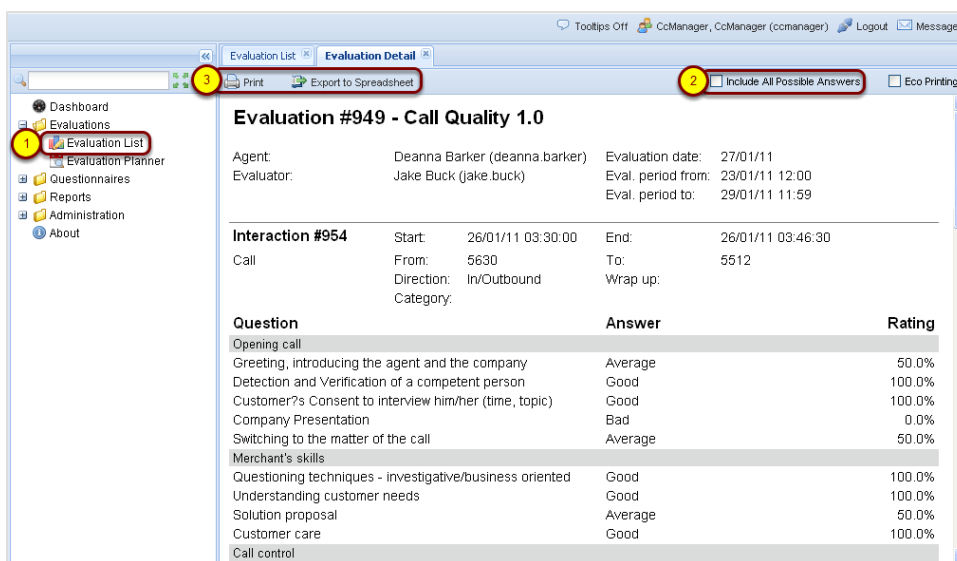 Tooltips Off CcManager, CcManager (ccmanager) Logout Message
Evaluation List Evaluation Detail
3 Print Export to Spreadsheet 2 Include All Possible Answers Eco Printing
Dashboard
Evaluations
1 Evaluation List
Evaluation Planner
Questionnaires
Reports
Administration
About
Evaluation #949 - Call Quality 1.0
Agent: Deanna Barker (deanna.barker) Evaluation date: 27/01/11
Evaluator: Jake Buck (jake.buck) Eval. period from: 23/01/11 12:00
Eval. period to: 29/01/11 11:59
Interaction #954 Start: 26/01/11 03:30:00 End: 26/01/11 03:46:30
Call From: 5630 To: 5512
Direction: In/Outbound Wrap up:
Category:
Question Answer Rating
Opening call
Greeting, introducing the agent and the company Average 50.0%
Detection and Verification of a competent person Good 100.0%
Customer?s Consent to interview him/her (time, topic) Good 100.0%
Company Presentation Bad 0.0%
Switching to the matter of the call Average 50.0%
Merchant's skills
Questioning techniques - investigative/business oriented Good 100.0%
Understanding customer needs Good 100.0%
Solution proposal Average 50.0%
Customer care Good 100.0%
Call control